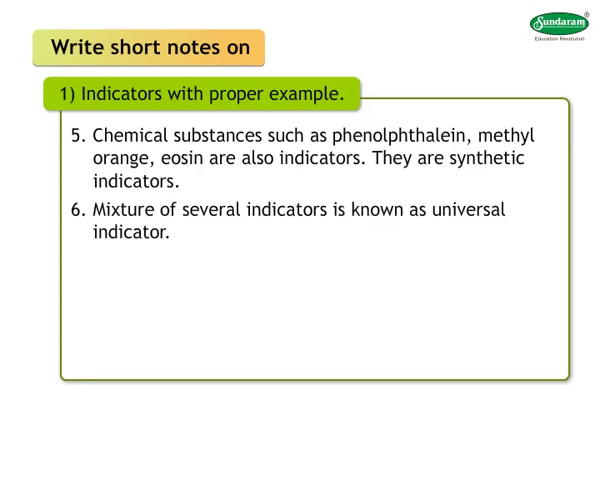 Sundaram
Education Revolution
Write short notes on
1) Indicators with proper example.
5. Chemical substances such as phenolphthalein, methyl
orange, eosin are also indicators. They are synthetic
indicators.
6. Mixture of several indicators is known as universal
indicator.